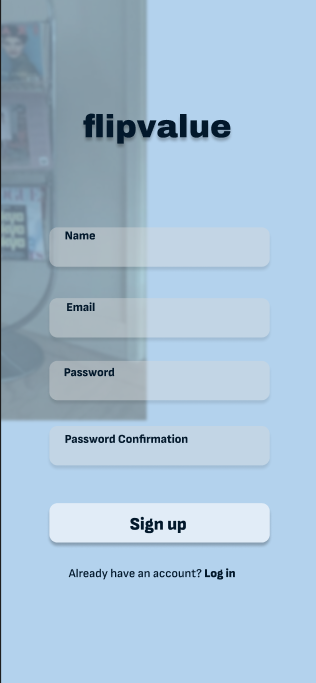 flipvalue
Name
Email
Password
Password Confirmation
Sign up
Already have an account? Log in